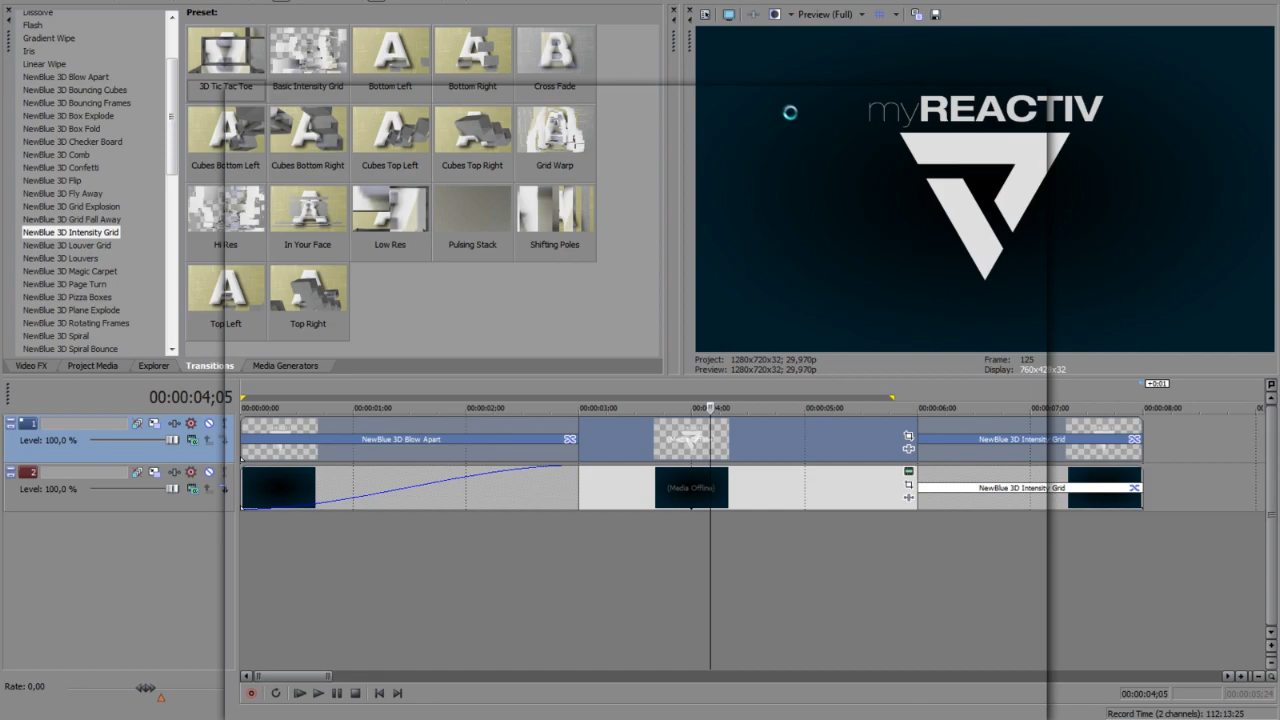 Dissolve
Flash
Gradient Wipe
Iris
Linear Wipe
NewBlue 3D Blow Apart
NewBlue 3D Bouncing Cubes
NewBlue 3D Bouncing Frames
NewBlue 3D Box Explode
NewBlue 3D Box Fold
NewBlue 3D Checker Board
NewBlue 3D Comb
NewBlue 3D Confetti
NewBlue 3D Flip
NewBlue 3D Fly Away
NewBlue 3D Grid Explosion
NewBlue 3D Grid Fall Away
NewBlue 3D Intensity Grid
NewBlue 3D Louver Grid
NewBlue 3D Louvers
NewBlue 3D Magic Carpet
NewBlue 3D Page Turn
NewBlue 3D Pizza Boxes
NewBlue 3D Plane Explode
NewBlue 3D Rotating Frames
NewBlue 3D Spiral
NewBlue 3D Spiral Bounce
Preset:
3D Tic Tac Toe Basic Intensity Grid Bottom Left Bottom Right Cross Fade
Cubes Bottom Left Cubes Bottom Right Cubes Top Left Cubes Top Right Grid Warp
Hi Res In Your Face Low Res Pulsing Stack Shifting Poles
Top Left Top Right
Video FX Project Media Explorer Transitions Media Generators
Preview (Full)
myREACTIV
Project: 1280x720x32; 29,970p Frame: 125
Preview: 1280x720x32; 29,970p Display: 760x428x32
00:00:04;05
+0:01
00:00:00;00 00:00:01;00 00:00:02;00 00:00:03;00 00:00:04;00 00:00:05;00 00:00:06;00 00:00:07;00 00:00:08;00
1
Level: 100,0 %
NewBlue 3D Blow Apart (Media Offline) NewBlue 3D Intensity Grid
2
Level: 100,0 %
(Media Offline) NewBlue 3D Intensity Grid
Rate: 0,00
00:00:04;05 00:00:05;24
Record Time (2 channels): 112:13:25